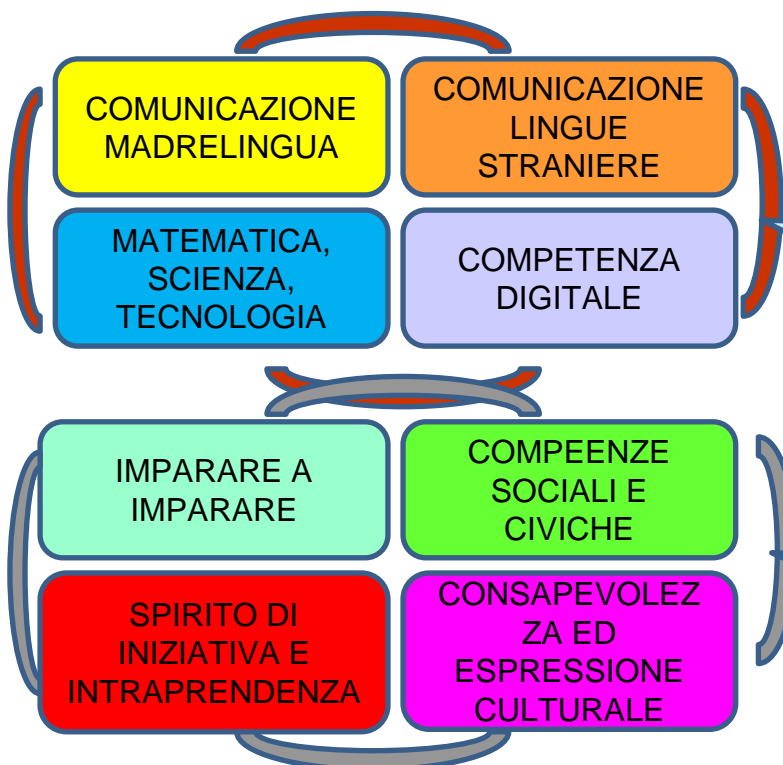 COMUNICAZIONE
MADRELINGUA
COMUNICAZIONE
LINGUE
STRANIERE
MATEMATICA,
SCIENZA,
TECNOLOGIA
COMPETENZA
DIGITALE
IMPARARE A
IMPARARE
COMPEENZE
SOCIALI E
CIVICHE
SPIRITO DI
INIZIATIVA E
INTRAPRENDENZA
CONSAPEVOLEZ
ZA ED
ESPRESSIONE
CULTURALE